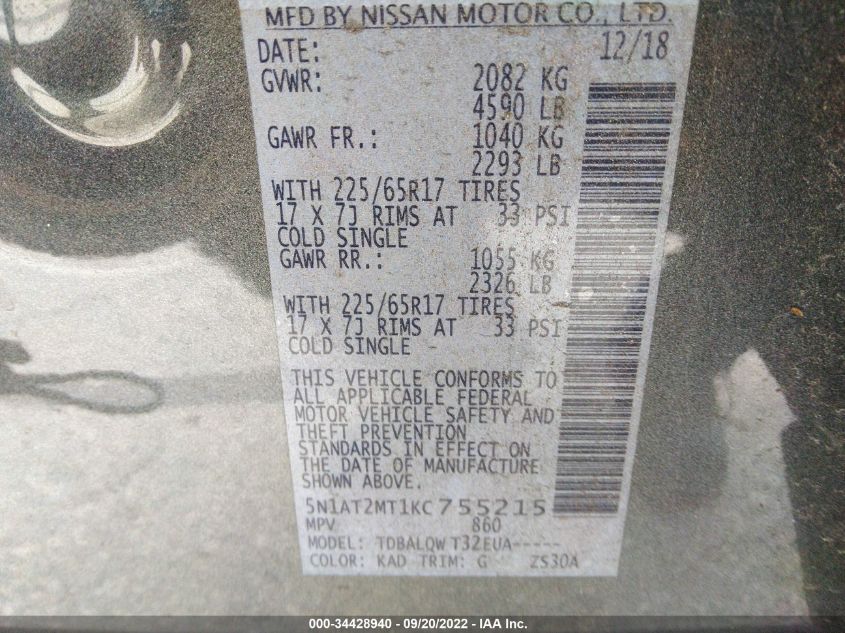 MFD BY NISSAN MOTOR CO., LTD.
DATE: 12/18
GVWR: 2082 KG
4590 LB
GAWR FR.: 1040 KG
2293 LB
WITH 225/65R17 TIRES
17 X 7J RIMS AT 33 PSI
COLD SINGLE
GAWR RR.: 1055 KG
2326 LB
WITH 225/65R17 TIRES
17 X 7J RIMS AT 33 PSI
COLD SINGLE
THIS VEHICLE CONFORMS TO
ALL APPLICABLE FEDERAL
MOTOR VEHICLE SAFETY AND
THEFT PREVENTION
STANDARDS IN EFFECT ON
THE DATE OF MANUFACTURE
SHOWN ABOVE.
5N1AT2MT1KC755215
MPV 860
MODEL: TDBALQW T32EUA-----
COLOR: KAD TRIM: G ZS30A
000-34428940 - 09/20/2022 - IAA Inc.